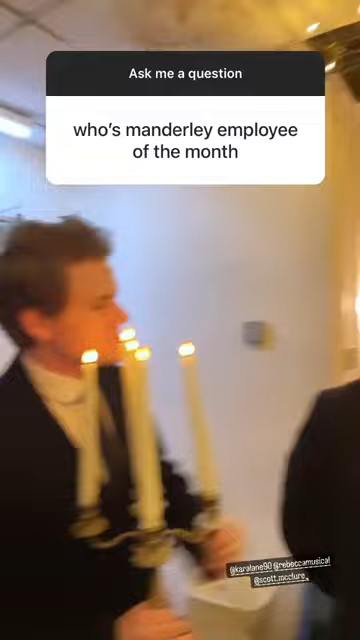 Ask me a question
who's manderley employee
of the month
@karalane90 @rebeccamusical
@scott.mcclure_